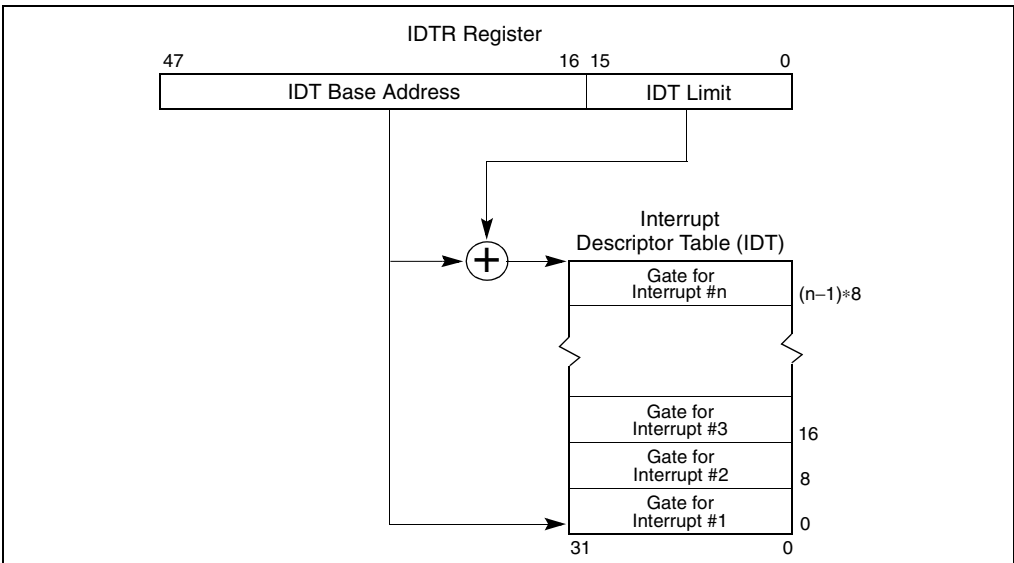 IDTR Register
47 16 15 0
IDT Base Address IDT Limit
+
Interrupt
Descriptor Table (IDT)
Gate for
Interrupt #n
(n−1)∗8
Gate for
Interrupt #3
16
Gate for
Interrupt #2
8
Gate for
Interrupt #1
0
31 0